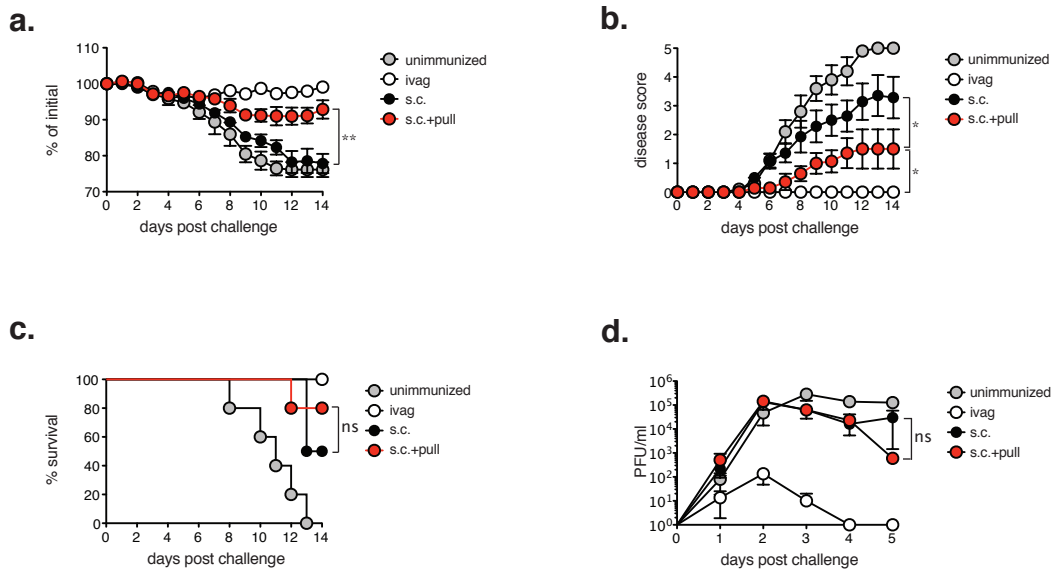 a.
110
100
90
80
70
% of initial
0 2 4 6 8 10 12 14
days post challenge
unimmunized
ivag
s.c.
s.c.+pull
**
b.
5
4
3
2
1
0
disease score
0 2 4 6 8 10 12 14
days post challenge
unimmunized
ivag
s.c.
s.c.+pull
*
*
c.
100
80
60
40
20
0
% survival
0 2 4 6 8 10 12 14
days post challenge
unimmunized
ivag
s.c.
s.c.+pull
ns
d.
10⁶
10⁵
10⁴
10³
10²
10¹
10⁰
PFU/ml
0 1 2 3 4 5
days post challenge
unimmunized
ivag
s.c.
s.c.+pull
ns